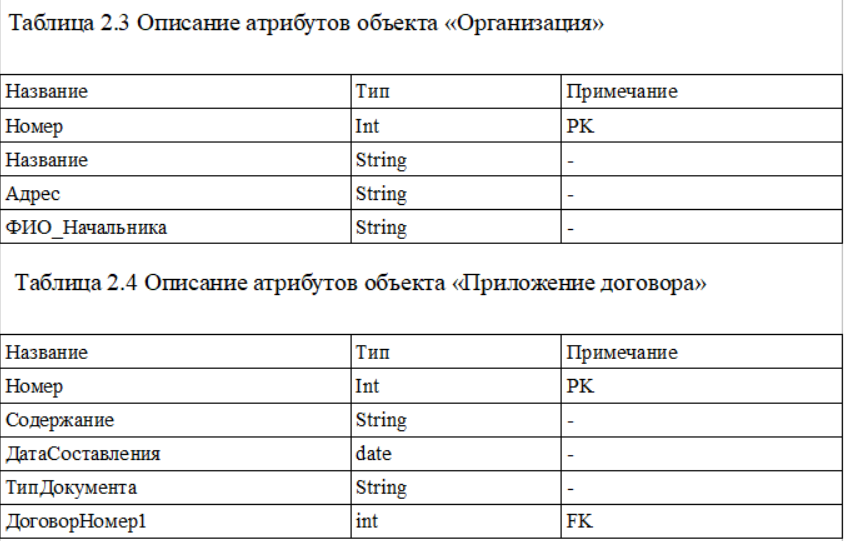 Таблица 2.3 Описание атрибутов объекта «Организация»
Название Тип Примечание
Номер Int PK
Название String -
Адрес String -
ФИО_Начальника String -
Таблица 2.4 Описание атрибутов объекта «Приложение договора»
Название Тип Примечание
Номер Int PK
Содержание String -
ДатаСоставления date -
ТипДокумента String -
ДоговорНомер1 int FK